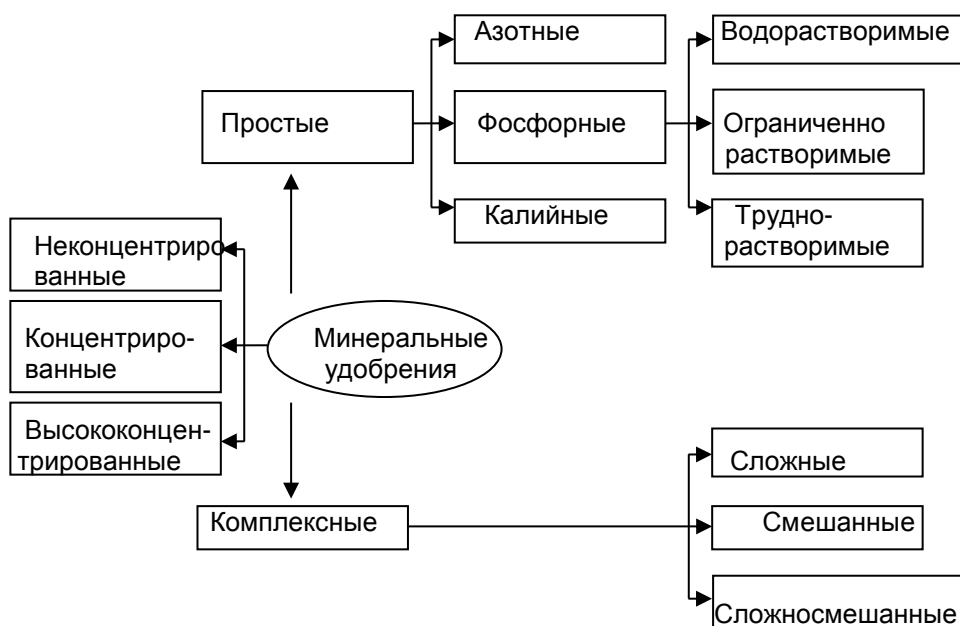 Азотные
Водорастворимые
Простые
Фосфорные
Ограниченно
растворимые
Калийные
Трудно-
растворимые
Неконцентриро
ванные
Концентриро-
ванные
Минеральные
удобрения
Высококонцен-
трированные
Сложные
Комплексные
Смешанные
Сложносмешанные